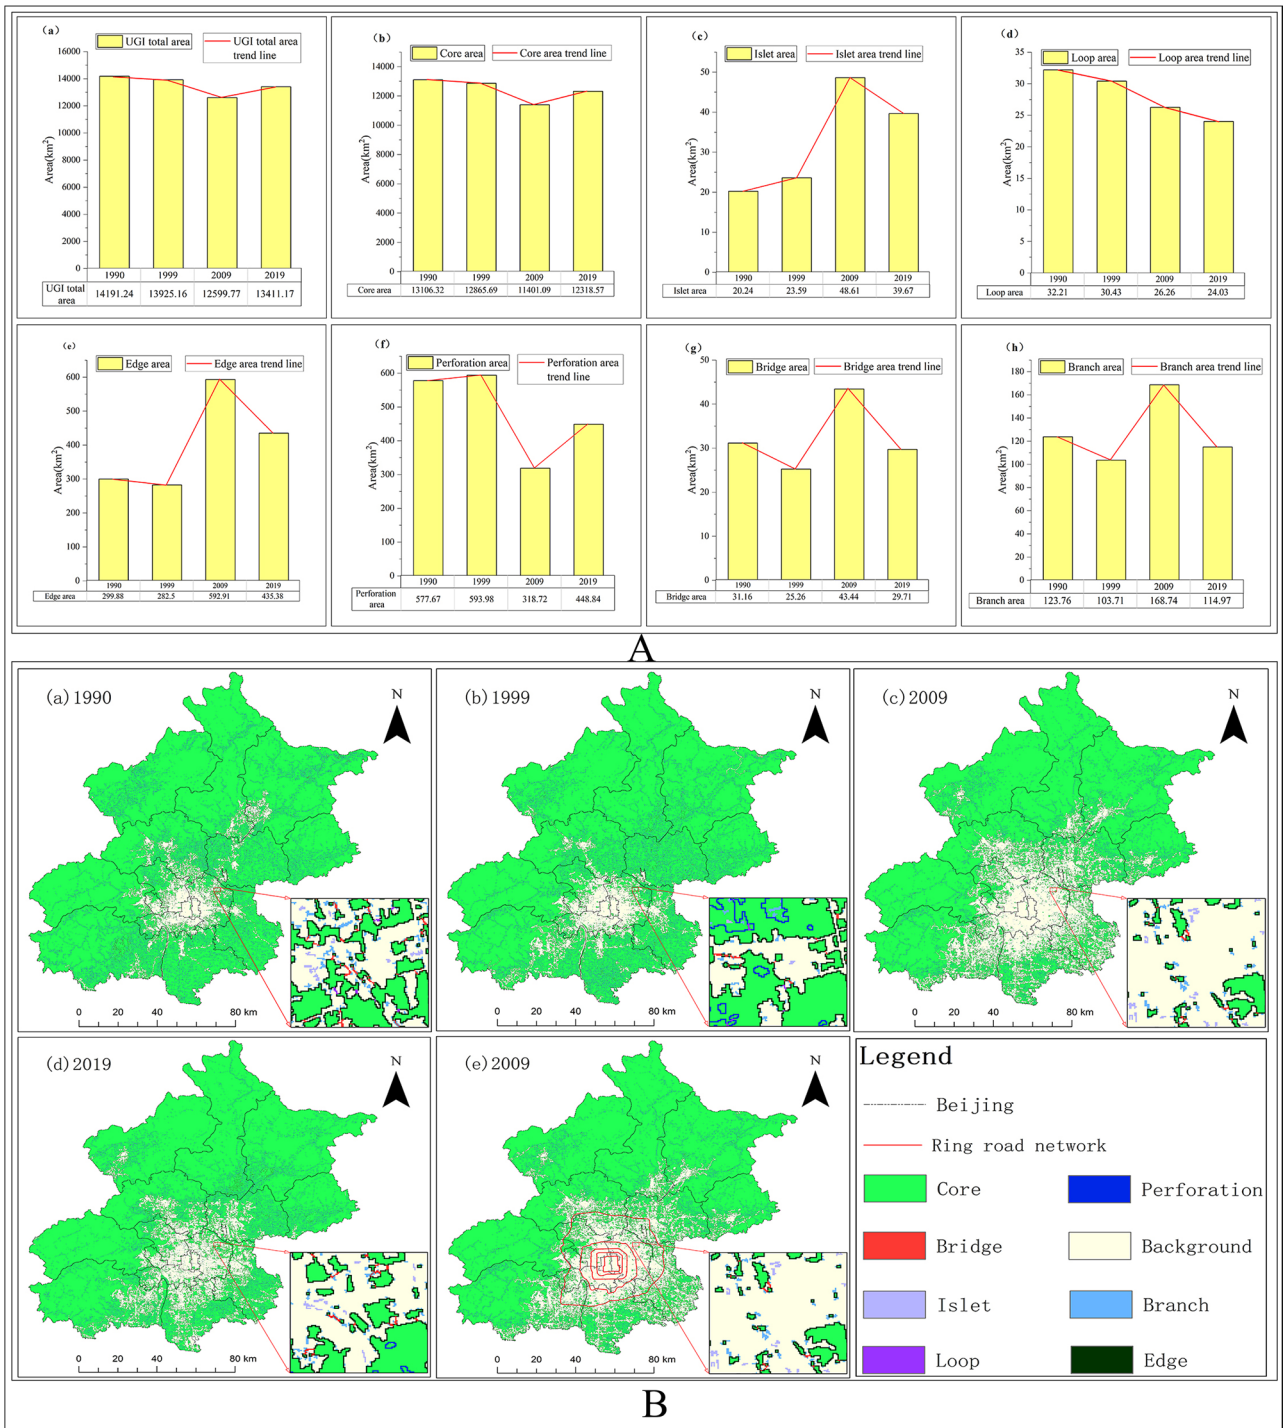 (a)
UGI total area
UGI total area
trend line
Area(km²)
16000
14000
12000
10000
8000
6000
4000
2000
0
1990 1999 2009 2019
UGI total area 14191.24 13925.16 12599.77 13411.17
(b)
Core area
Core area trend line
Area(km²)
14000
12000
10000
8000
6000
4000
2000
0
1990 1999 2009 2019
Core area 13106.32 12865.69 11401.09 12318.57
(c)
Islet area
Islet area trend line
Area(km²)
50
40
30
20
10
0
1990 1999 2009 2019
Islet area 20.24 23.59 48.61 39.67
(d)
Loop area
Loop area trend line
Area(km²)
35
30
25
20
15
10
5
0
1990 1999 2009 2019
Loop area 32.21 30.43 26.26 24.03
(e)
Edge area
Edge area trend line
Area(km²)
600
500
400
300
200
100
0
1990 1999 2009 2019
Edge area 299.88 282.5 592.91 435.38
(f)
Perforation area
Perforation area
trend line
Area(km²)
600
500
400
300
200
100
0
1990 1999 2009 2019
Perforation area 577.67 593.98 318.72 448.84
(g)
Bridge area
Bridge area trend line
Area(km²)
50
40
30
20
10
0
1990 1999 2009 2019
Bridge area 31.16 25.26 43.44 29.71
(h)
Branch area
Branch area trend line
Area(km²)
180
160
140
120
100
80
60
40
20
0
1990 1999 2009 2019
Branch area 123.76 103.71 168.74 114.97
A
(a)1990
N
0 20 40 80 km
(b)1999
N
0 20 40 80 km
(c)2009
N
0 20 40 80 km
(d)2019
N
0 20 40 80 km
(e)2009
N
0 20 40 80 km
Legend
Beijing
Ring road network
Core
Perforation
Bridge
Background
Islet
Branch
Loop
Edge
B